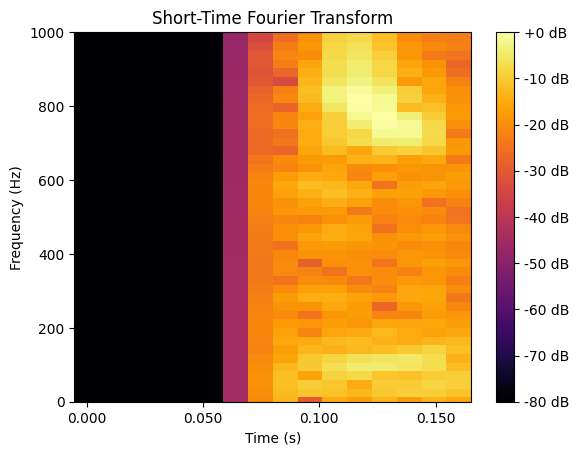 Short-Time Fourier Transform
Frequency (Hz)
1000
800
600
400
200
0
0.000
0.050
0.100
0.150
Time (s)
+0 dB
-10 dB
-20 dB
-30 dB
-40 dB
-50 dB
-60 dB
-70 dB
-80 dB